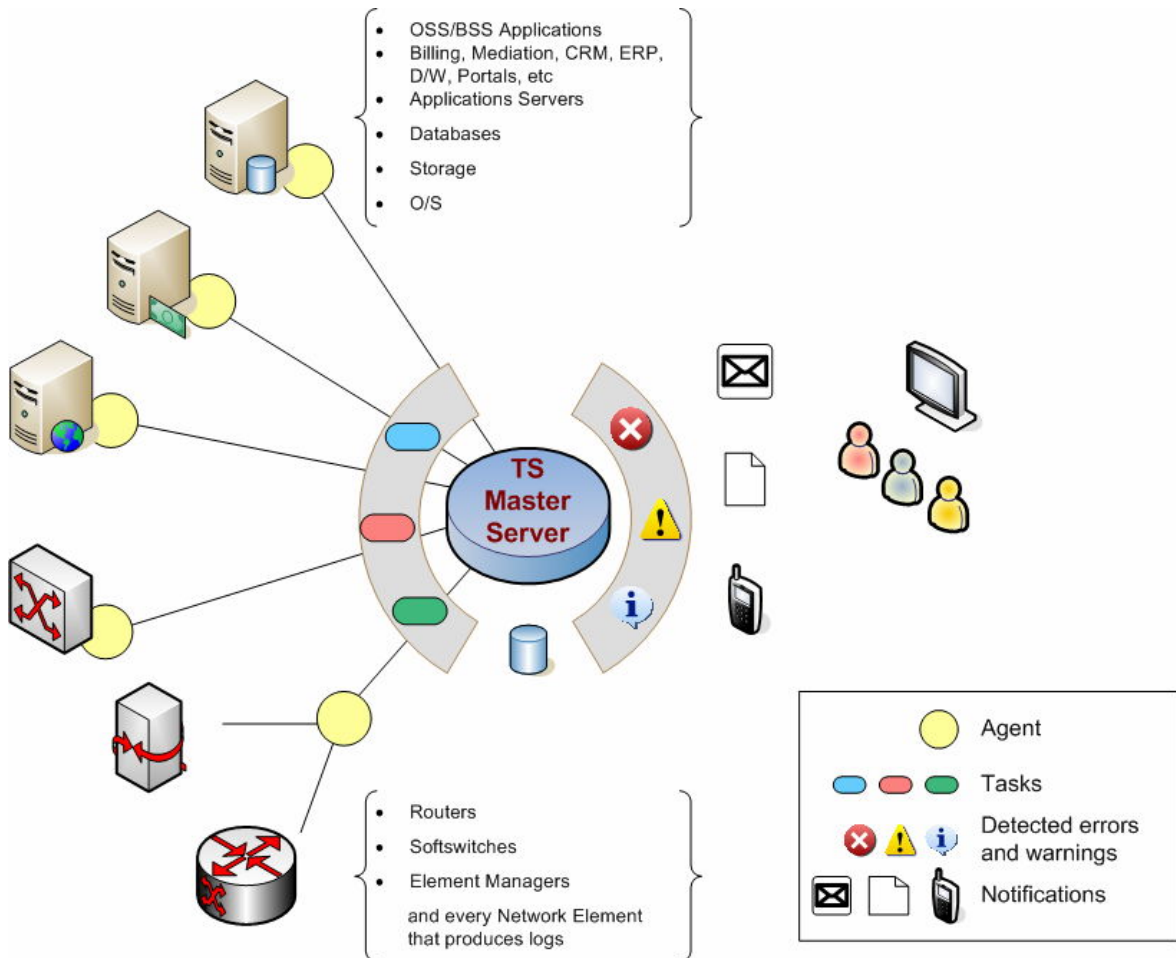 OSS/BSS Applications
Billing, Mediation, CRM, ERP,
D/W, Portals, etc
Applications Servers
Databases
Storage
O/S
TS
Master
Server
Routers
Softswitches
Element Managers
and every Network Element
that produces logs
Agent
Tasks
Detected errors
and warnings
Notifications